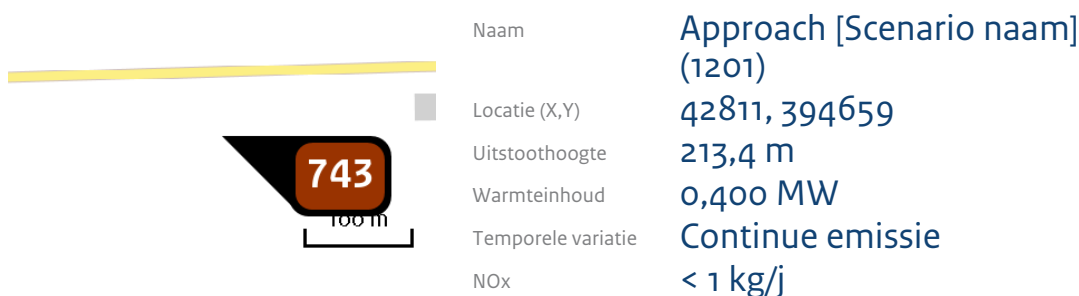 Naam Approach [Scenario naam]
(1201)
Locatie (X,Y) 42811, 394659
Uitstoothoogte 213,4 m
Warmteinhoud 0,400 MW
Temporele variatie Continue emissie
NOx < 1 kg/j
743
100 m